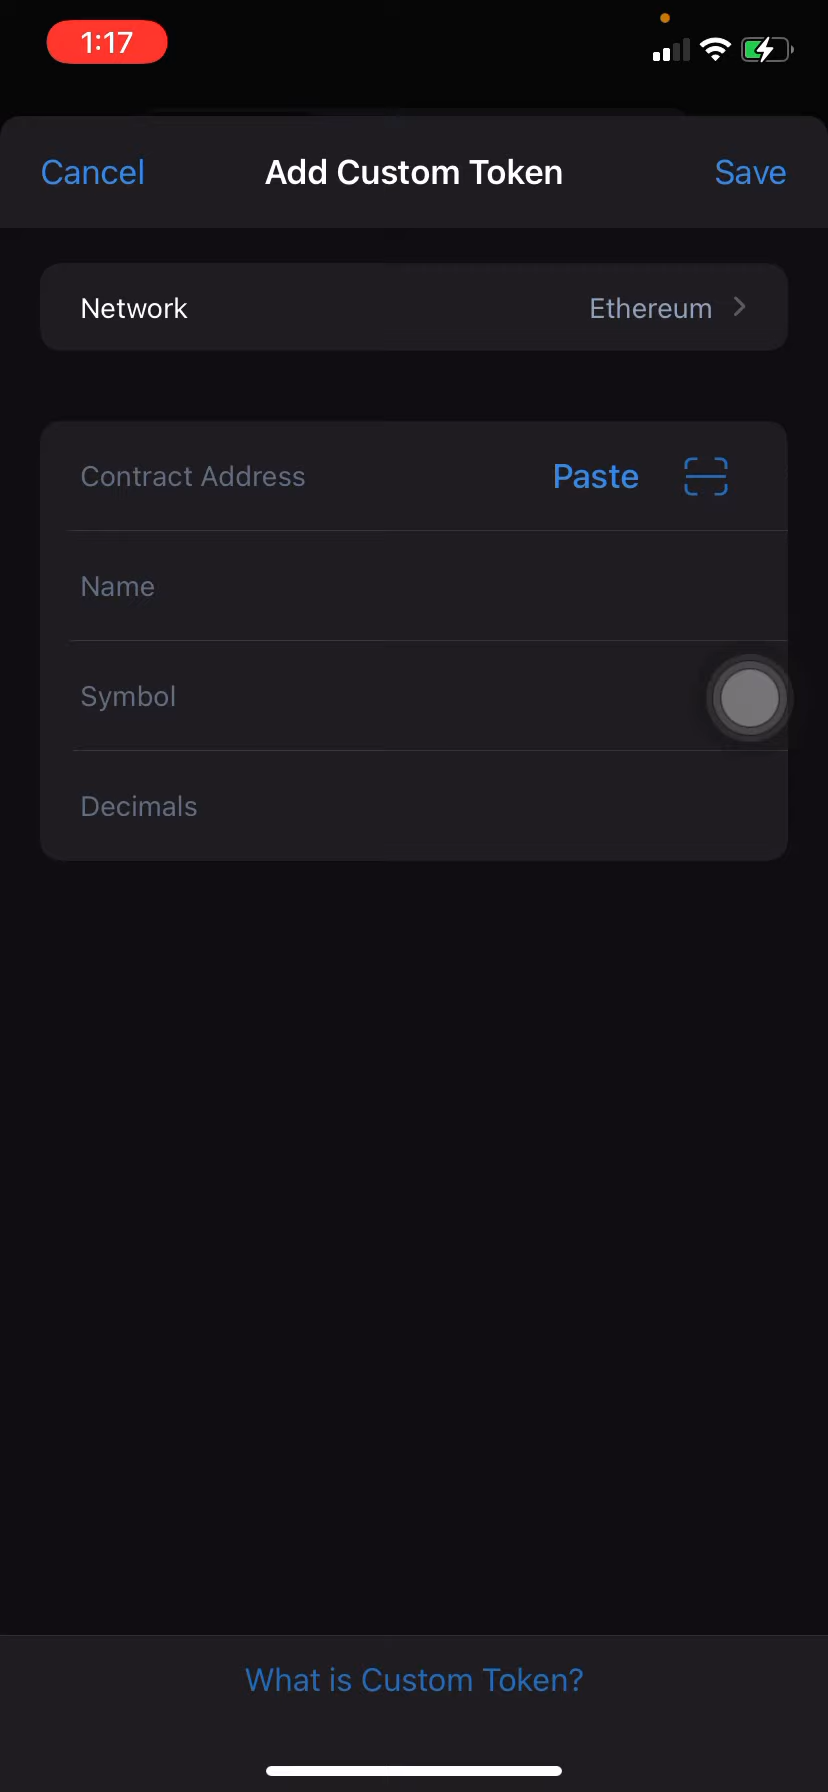 1:17
Cancel Add Custom Token Save
Network Ethereum
Contract Address Paste
Name
Symbol
Decimals
What is Custom Token?